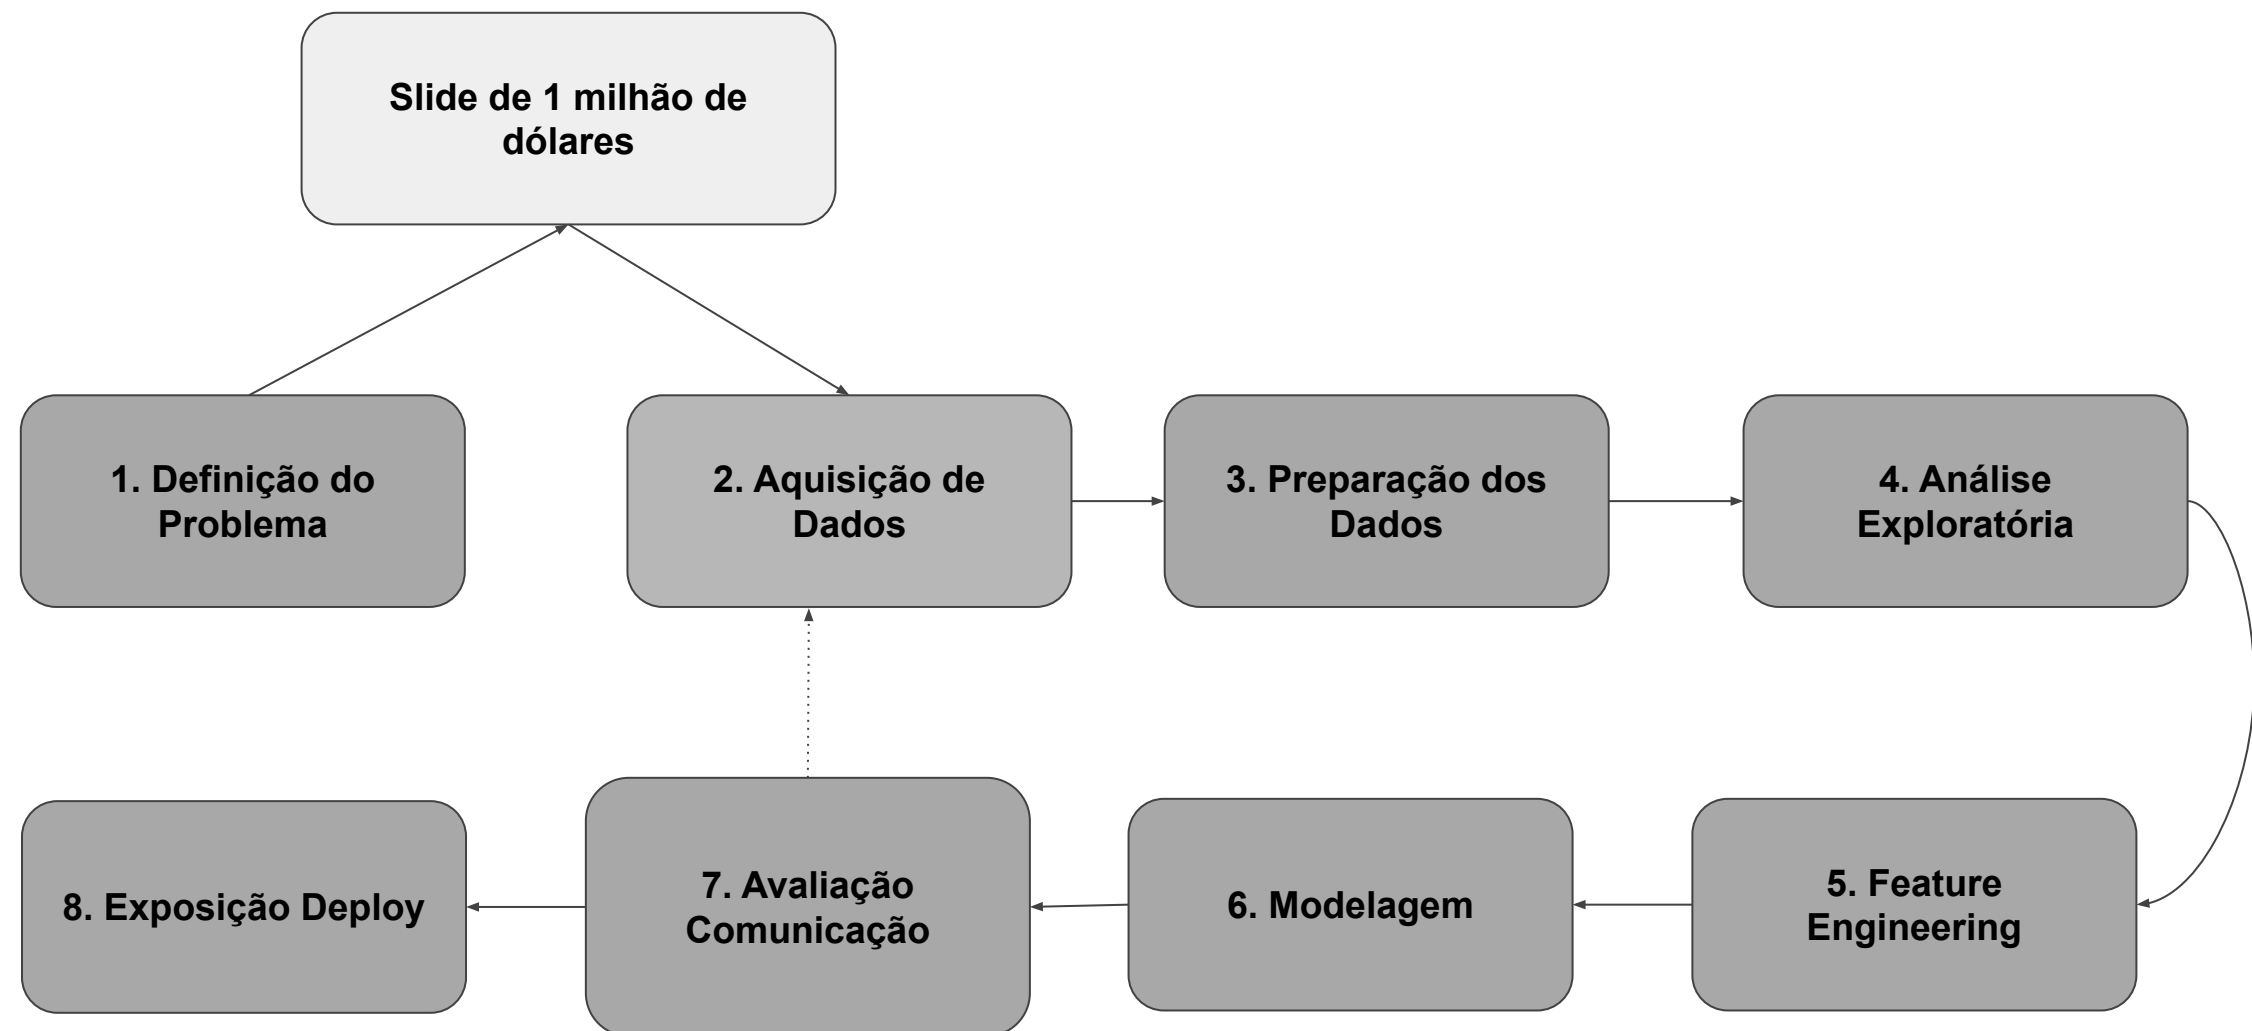 Slide de 1 milhão de
dólares
1. Definição do
Problema
2. Aquisição de
Dados
3. Preparação dos
Dados
4. Análise
Exploratória
8. Exposição Deploy
7. Avaliação
Comunicação
6. Modelagem
5. Feature
Engineering